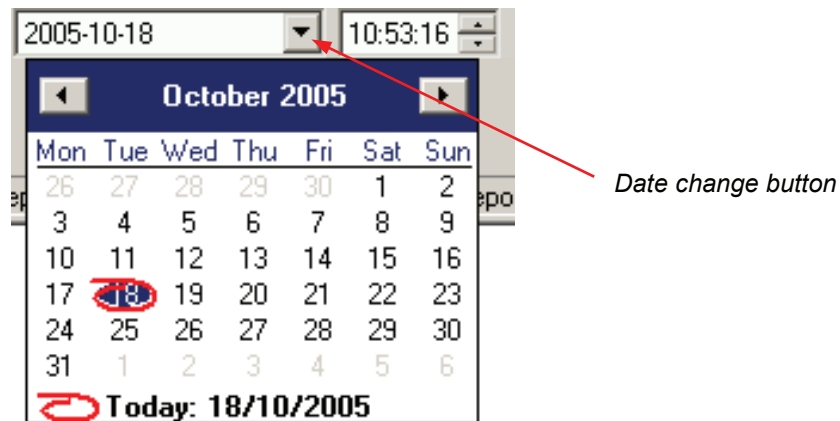 2005-10-18 10:53:16
October 2005
Mon Tue Wed Thu Fri Sat Sun
26 27 28 29 30 1 2
3 4 5 6 7 8 9
10 11 12 13 14 15 16
17 18 19 20 21 22 23
24 25 26 27 28 29 30
31 1 2 3 4 5 6
Today: 18/10/2005
Date change button